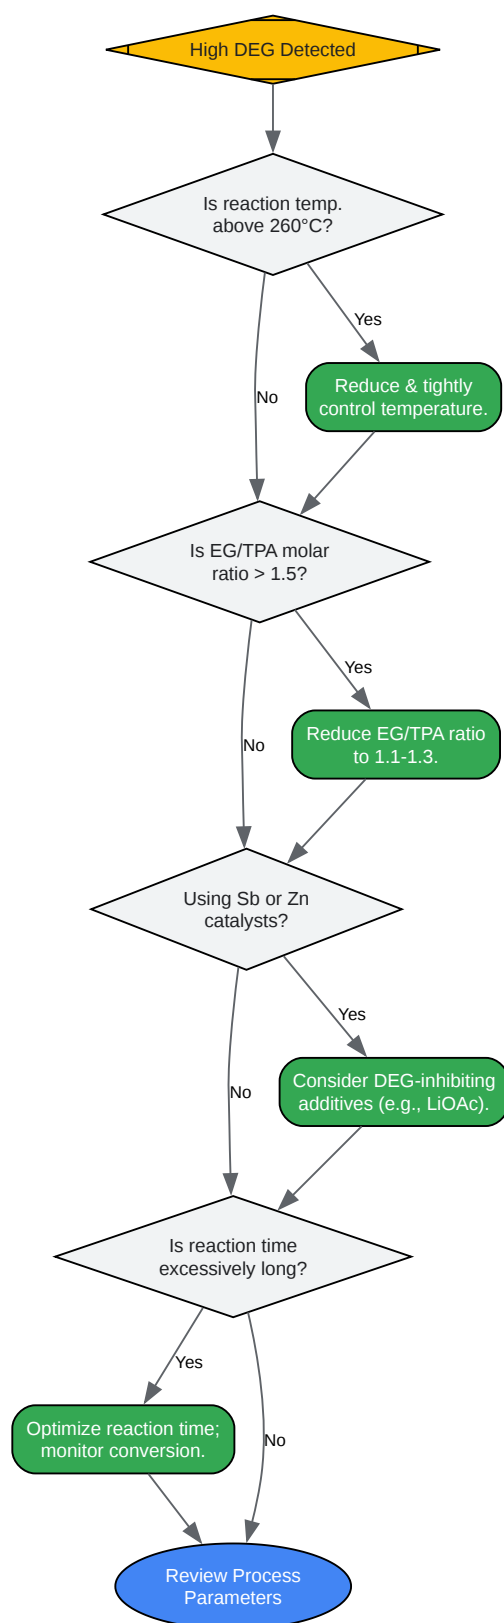 High DEG Detected
Is reaction temp.
above 260°C?
Yes
No
Reduce & tightly
control temperature.
Is EG/TPA molar
ratio > 1.5?
Yes
No
Reduce EG/TPA ratio
to 1.1-1.3.
Using Sb or Zn
catalysts?
Yes
No
Consider DEG-inhibiting
additives (e.g., LiOAc).
Is reaction time
excessively long?
Yes
No
Optimize reaction time;
monitor conversion.
Review Process
Parameters